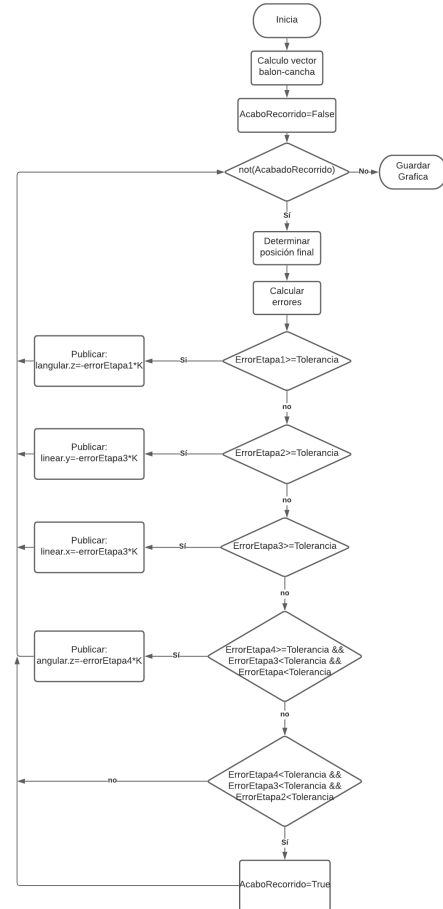 Inicia
Calculo vector
balon-cancha
AcaboRecorrido=False
not(AcabadoRecorrido)
No
Guardar
Grafica
Sí
Determinar
posición final
Calcular
errores
ErrorEtapa1>=Tolerancia
Sí
Publicar:
langular.z=-errorEtapa1*K
no
ErrorEtapa2>=Tolerancia
Sí
Publicar:
linear.y=-errorEtapa3*K
no
ErrorEtapa3>=Tolerancia
Sí
Publicar:
linear.x=-errorEtapa3*K
no
ErrorEtapa4>=Tolerancia &&
ErrorEtapa3<Tolerancia &&
ErrorEtapa<Tolerancia
Sí
Publicar:
angular.z=-errorEtapa4*K
no
ErrorEtapa4<Tolerancia &&
ErrorEtapa3<Tolerancia &&
ErrorEtapa2<Tolerancia
no
Sí
AcaboRecorrido=True